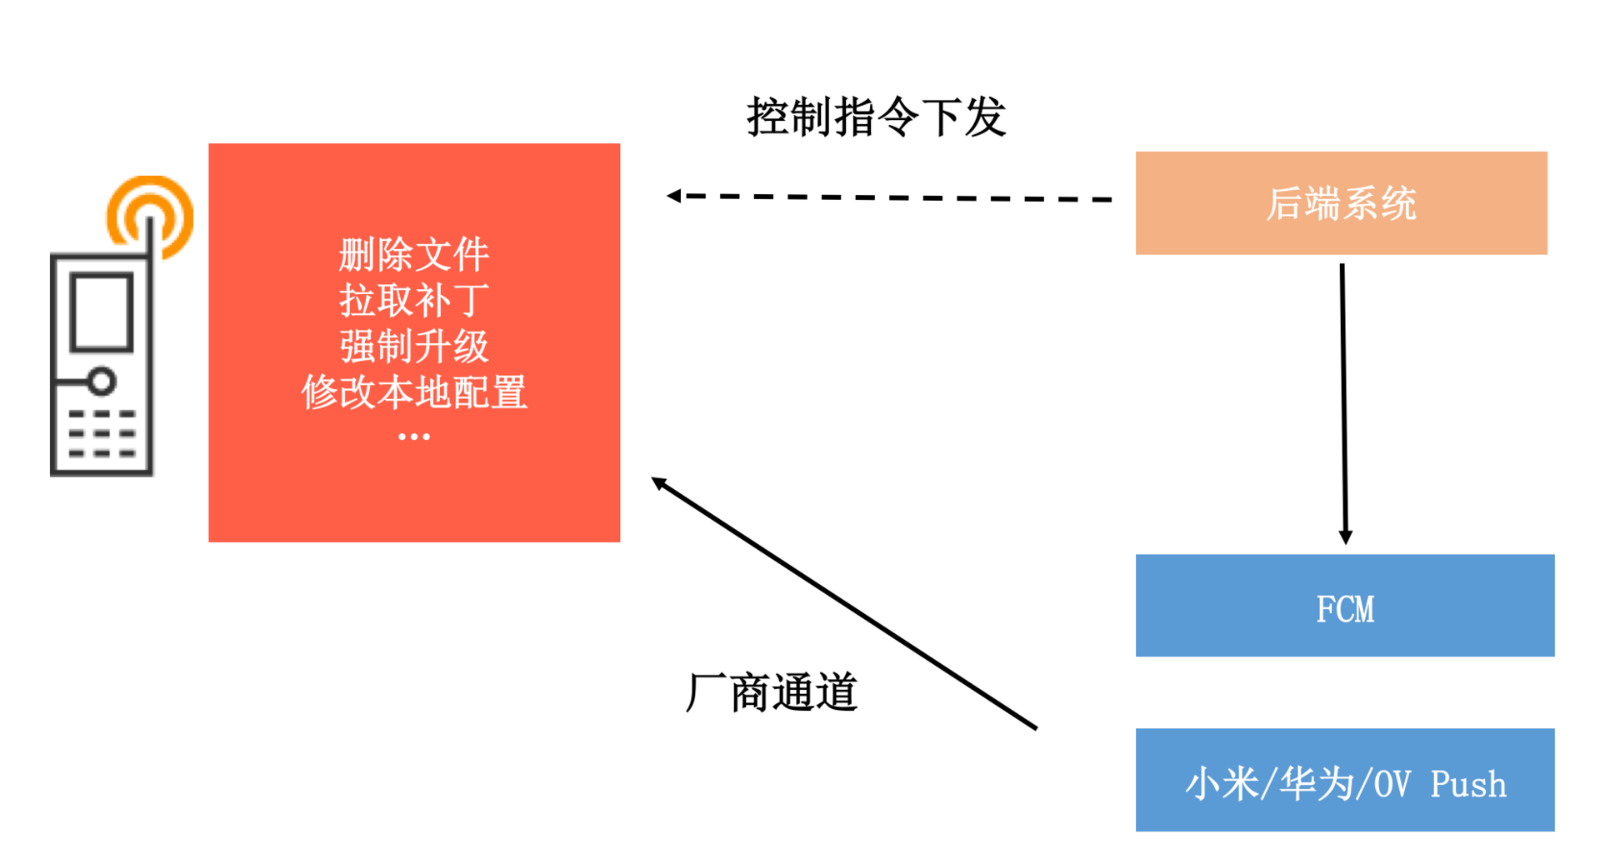 控制指令下发
后端系统
删除文件
拉取补丁
强制升级
修改本地配置
...
FCM
厂商通道
小米/华为/OV Push